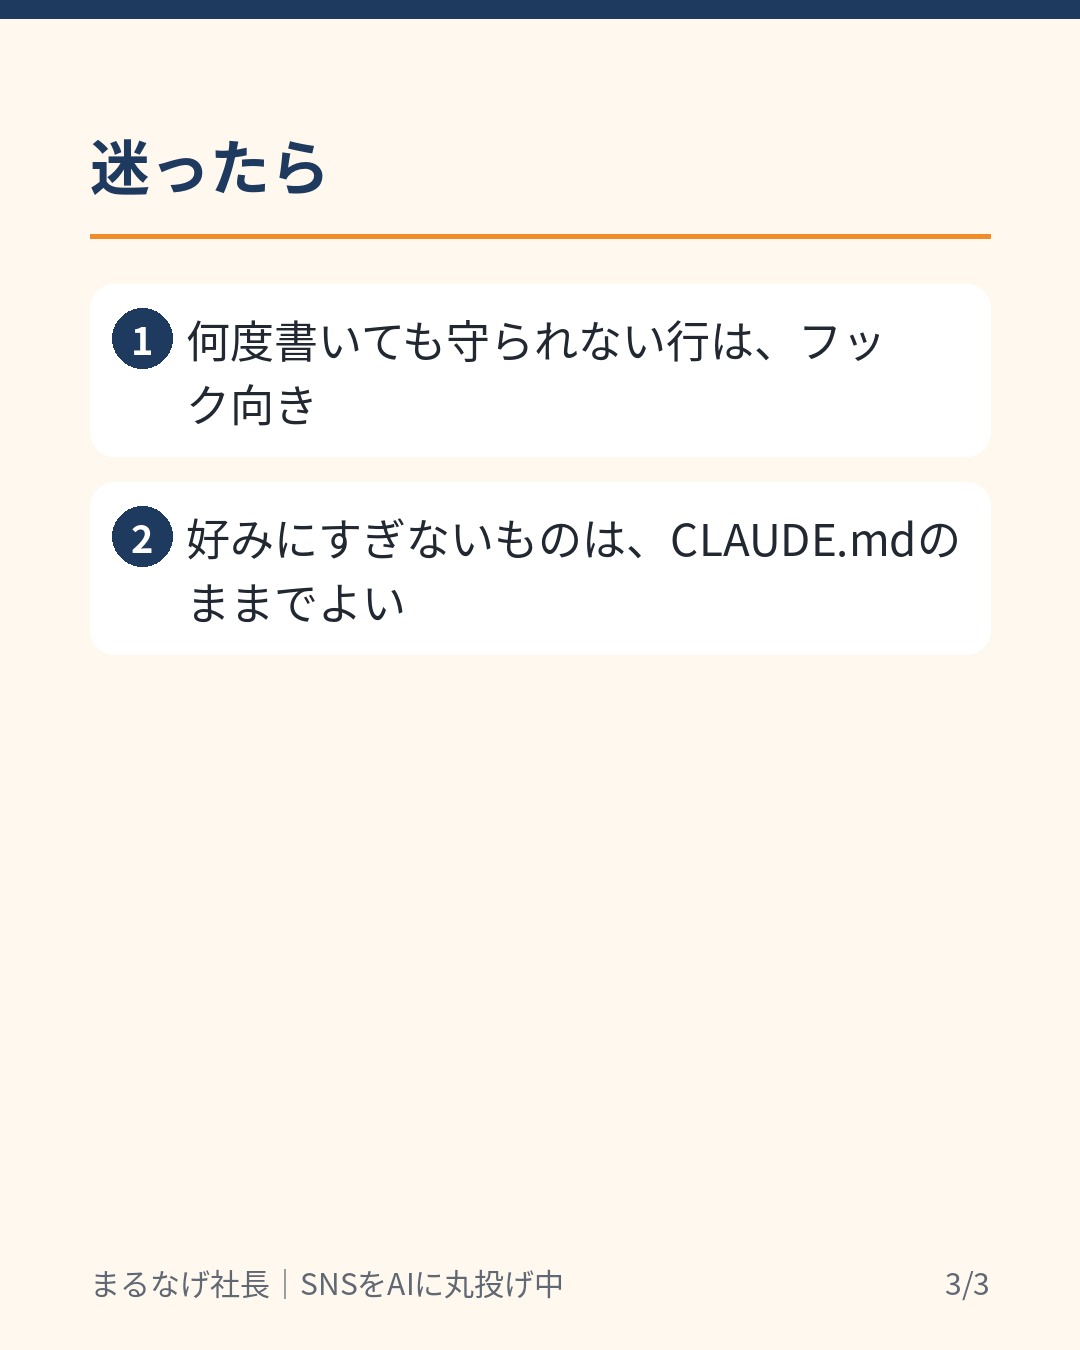 迷ったら
1 何度書いても守られない行は、フッ
ク向き
2 好みにすぎないものは、CLAUDE.mdの
ままでよい
まるなげ社長｜SNSをAIに丸投げ中
3/3